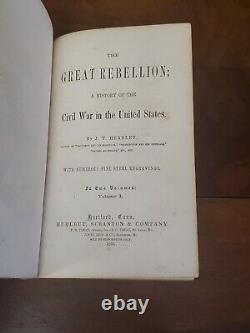 THE
GREAT REBELLION;
A HISTORY OF THE
Civil War in the United States.
BY J. T. HEADLEY,
WITH NUMEROUS FINE STEEL ENGRAVINGS.
In Two Volumes:
Volume I.
Hartford, Conn.
HURLBUT, SCRANTON & COMPANY.